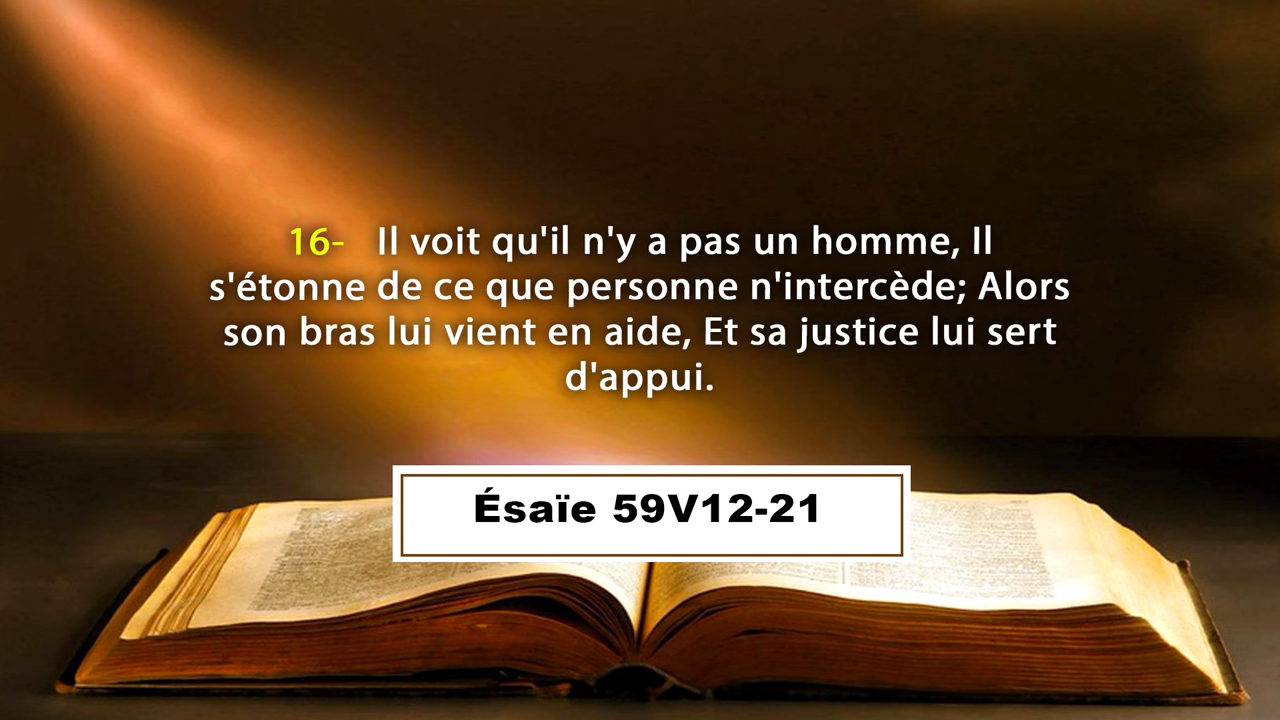 16- Il voit qu'il n'y a pas un homme, Il
s'étonne de ce que personne n'intercède; Alors
son bras lui vient en aide, Et sa justice lui sert
d'appui.
Ésaïe 59V12-21